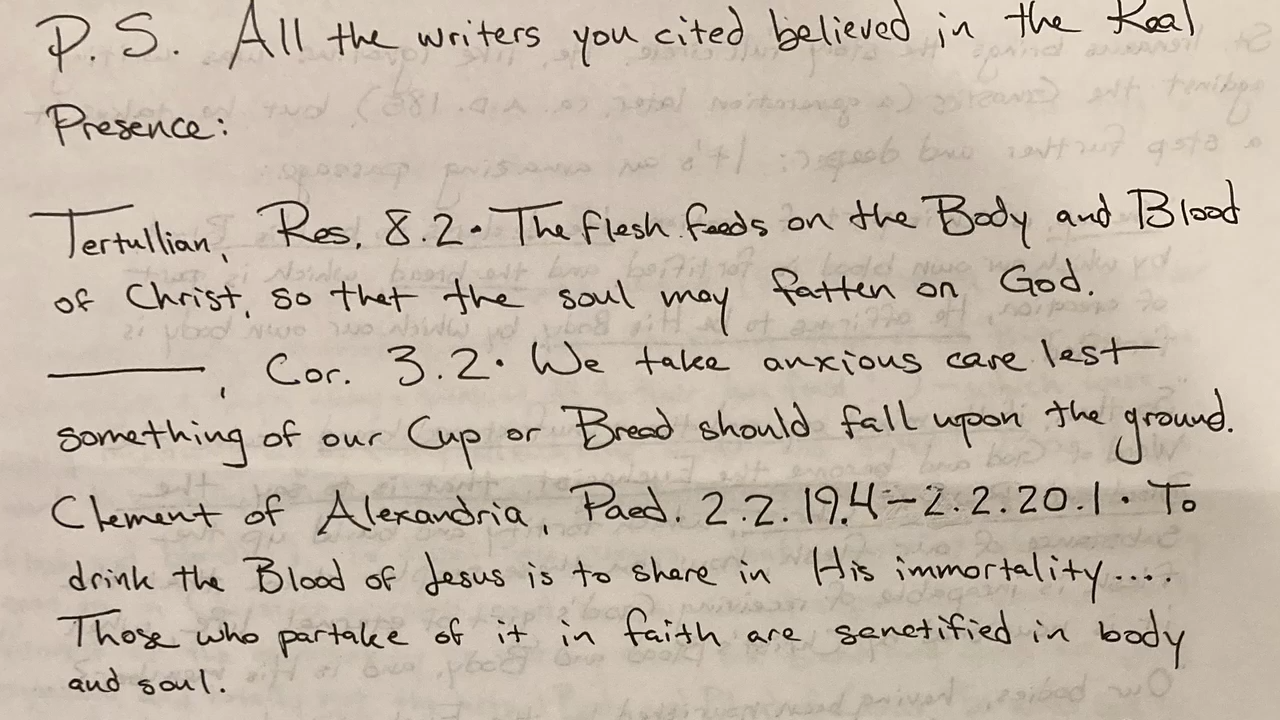 P.S. All the writers you cited believed in the Real
Presence:
Tertullian, Res. 8.2. The flesh feeds on the Body and Blood
of Christ, so that the soul may fatten on God.
———, Cor. 3.2. We take anxious care lest
something of our Cup or Bread should fall upon the ground.
Clement of Alexandria, Paed. 2.2.19.4–2.2.20.1. To
drink the Blood of Jesus is to share in His immortality....
Those who partake of it in faith are sanctified in body
and soul.